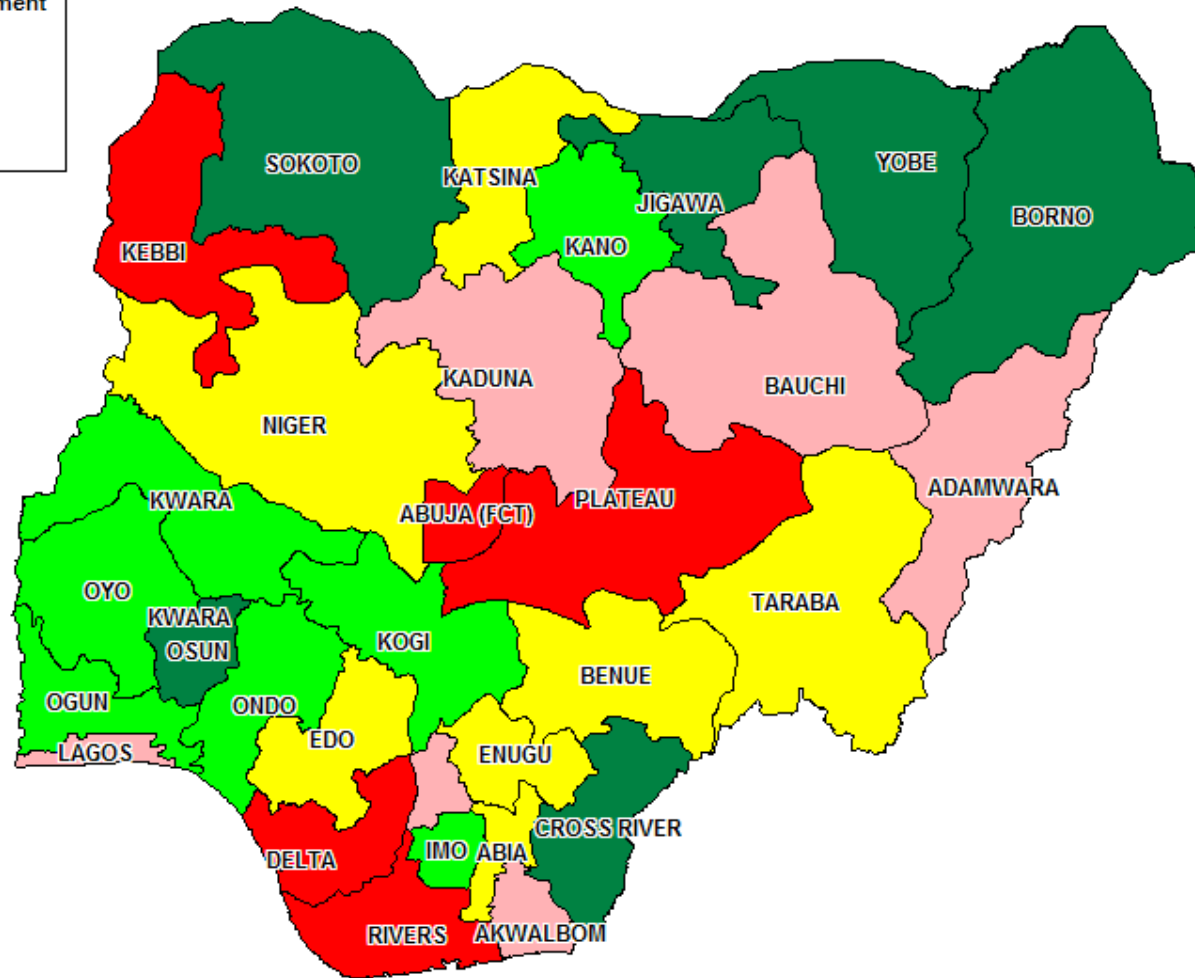 SOKOTO
KATSINA
YOBE
JIGAWA
BORNO
KEBBI
KANO
KADUNA
BAUCHI
NIGER
ADAMWARA
KWARA
ABUJA (FCT)
PLATEAU
OYO
TARABA
KWARA
OSUN
KOGI
BENUE
OGUN
ONDO
EDO
LAGOS
ENUGU
CROSS RIVER
DELTA
IMO
ABIA
RIVERS
AKWALBOM